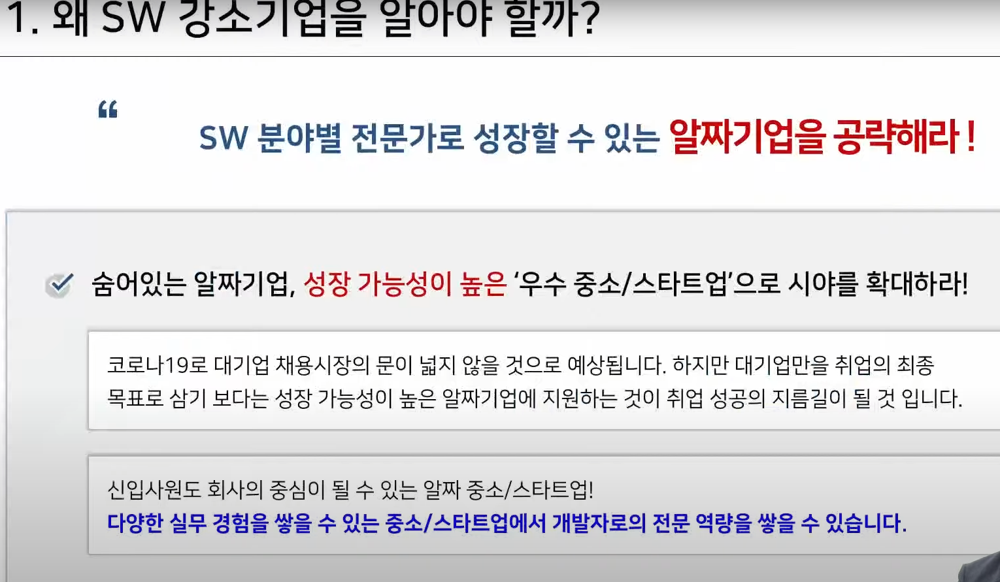 1. 왜 SW 강소기업을 알아야 할까?
“
SW 분야별 전문가로 성장할 수 있는 알짜기업을 공략해라 !
숨어있는 알짜기업, 성장 가능성이 높은 ‘우수 중소/스타트업’으로 시야를 확대하라!
코로나19로 대기업 채용시장의 문이 넓지 않을 것으로 예상됩니다. 하지만 대기업만을 취업의 최종
목표로 삼기 보다는 성장 가능성이 높은 알짜기업에 지원하는 것이 취업 성공의 지름길이 될 것 입니다.
신입사원도 회사의 중심이 될 수 있는 알짜 중소/스타트업!
다양한 실무 경험을 쌓을 수 있는 중소/스타트업에서 개발자로의 전문 역량을 쌓을 수 있습니다.